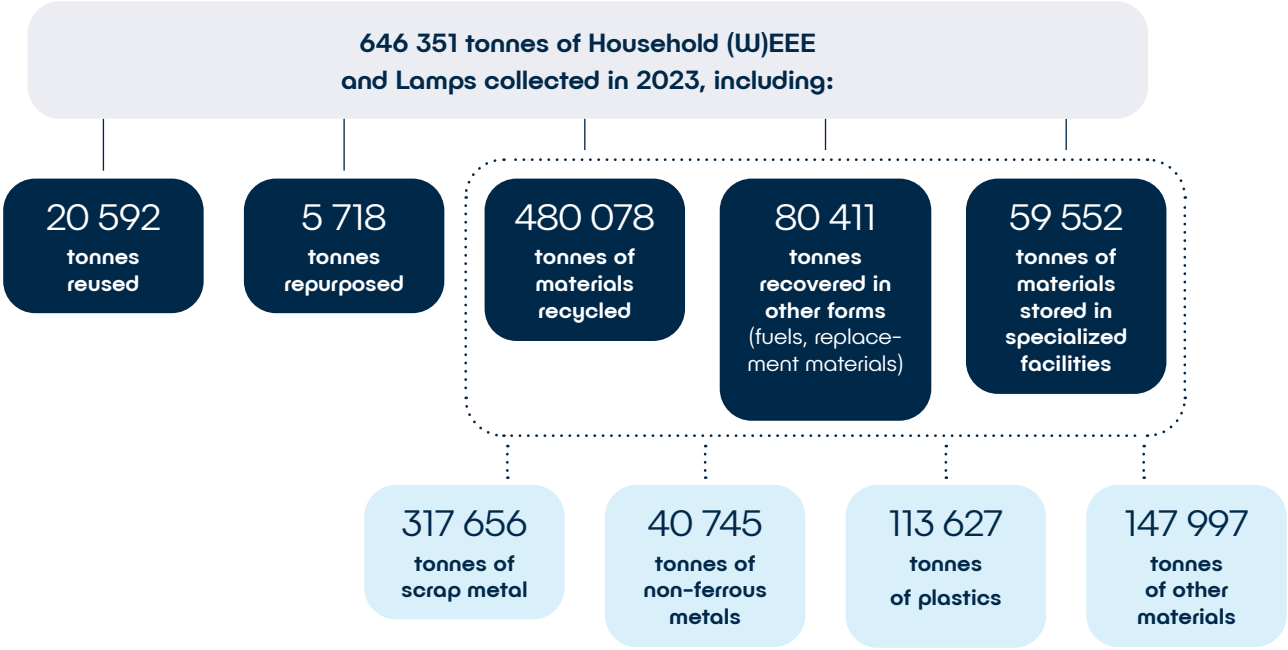 646 351 tonnes of Household (W)EEE
and Lamps collected in 2023, including:
20 592
tonnes
reused
5 718
tonnes
repurposed
480 078
tonnes of
materials
recycled
80 411
tonnes
recovered in
other forms
(fuels, replace-
ment materials)
59 552
tonnes of
materials
stored in
specialized
facilities
317 656
tonnes of
scrap metal
40 745
tonnes of
non-ferrous
metals
113 627
tonnes
of plastics
147 997
tonnes
of other
materials